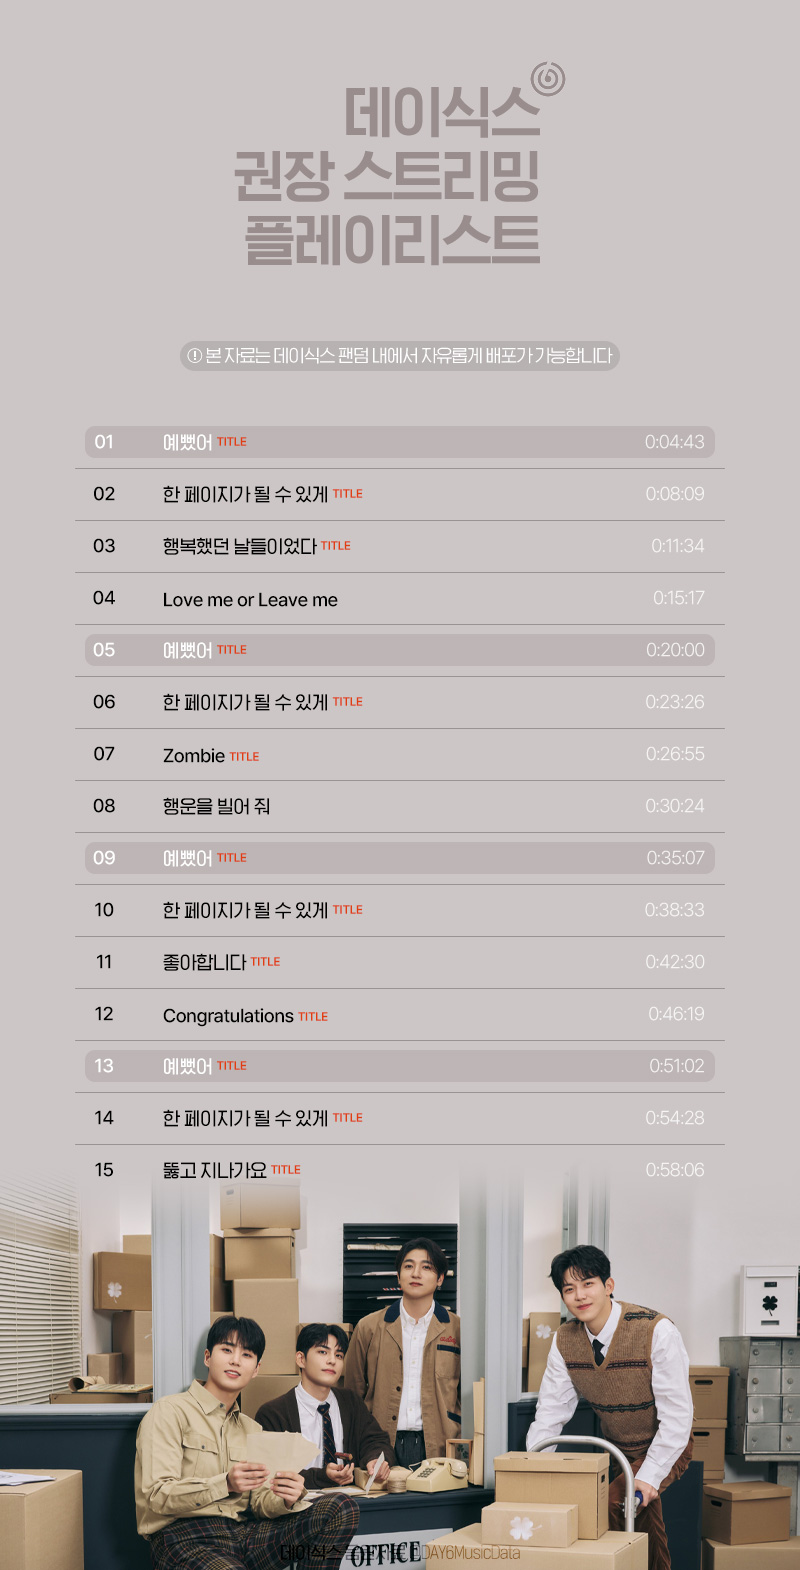 데이식스
권장 스트리밍
플레이리스트
! 본 자료는 데이식스 팬덤 내에서 자유롭게 배포가 가능합니다
01 예뻤어 TITLE 0:04:43
02 한 페이지가 될 수 있게 TITLE 0:08:09
03 행복했던 날들이었다 TITLE 0:11:34
04 Love me or Leave me 0:15:17
05 예뻤어 TITLE 0:20:00
06 한 페이지가 될 수 있게 TITLE 0:23:26
07 Zombie TITLE 0:26:55
08 행운을 빌어 줘 0:30:24
09 예뻤어 TITLE 0:35:07
10 한 페이지가 될 수 있게 TITLE 0:38:33
11 좋아합니다 TITLE 0:42:30
12 Congratulations TITLE 0:46:19
13 예뻤어 TITLE 0:51:02
14 한 페이지가 될 수 있게 TITLE 0:54:28
15 뚫고 지나가요 TITLE 0:58:06
데이식스 DAY6MusicData
OFFICE